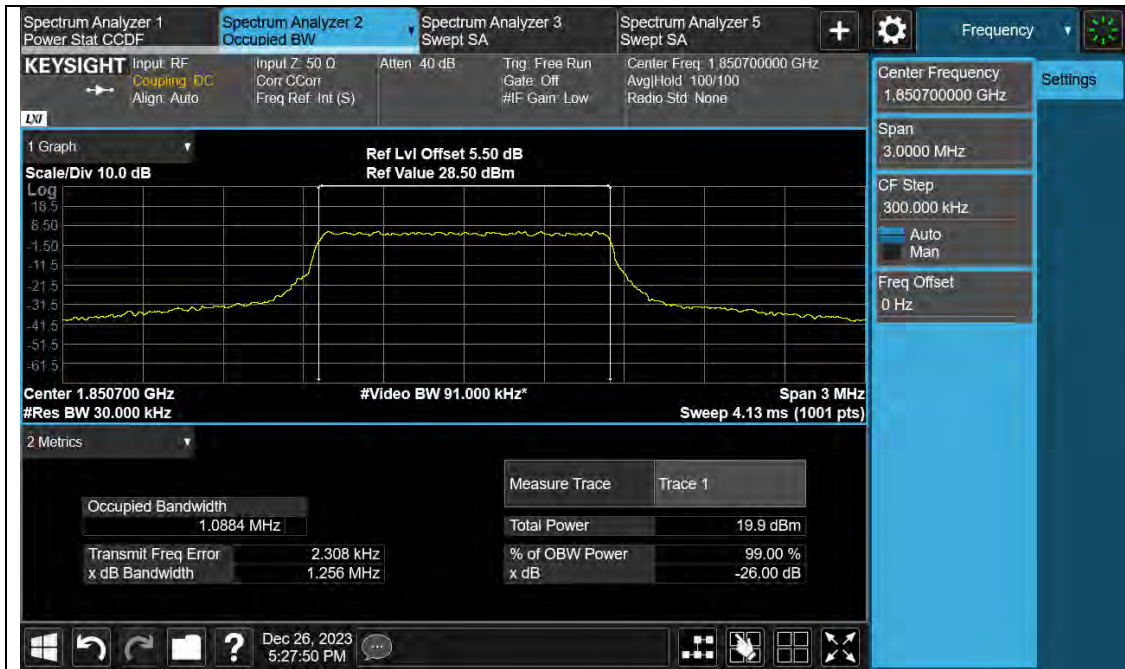 Spectrum Analyzer 1
Power Stat CCDF
Spectrum Analyzer 2
Occupied BW
Spectrum Analyzer 3
Swept SA
Spectrum Analyzer 5
Swept SA
+
Frequency
KEYSIGHT
LXI
Input: RF
Coupling: DC
Align: Auto
Input Z: 50 Ω
Corr CCorr
Freq Ref: Int (S)
Atten: 40 dB
Trig: Free Run
Gate: Off
#IF Gain: Low
Center Freq: 1.850700000 GHz
Avg|Hold: 100/100
Radio Std: None
Center Frequency
1.850700000 GHz
Settings
Span
3.0000 MHz
CF Step
300.000 kHz
Auto
Man
Freq Offset
0 Hz
1 Graph
Scale/Div 10.0 dB
Ref Lvl Offset 5.50 dB
Ref Value 28.50 dBm
Log
18.5
8.50
-1.50
-11.5
-21.5
-31.5
-41.5
-51.5
-61.5
Center 1.850700 GHz
#Res BW 30.000 kHz
#Video BW 91.000 kHz*
Span 3 MHz
Sweep 4.13 ms (1001 pts)
2 Metrics
Measure Trace Trace 1
Occupied Bandwidth
1.0884 MHz
Total Power 19.9 dBm
Transmit Freq Error 2.308 kHz
% of OBW Power 99.00 %
x dB Bandwidth 1.256 MHz
x dB -26.00 dB
?
Dec 26, 2023
5:27:50 PM